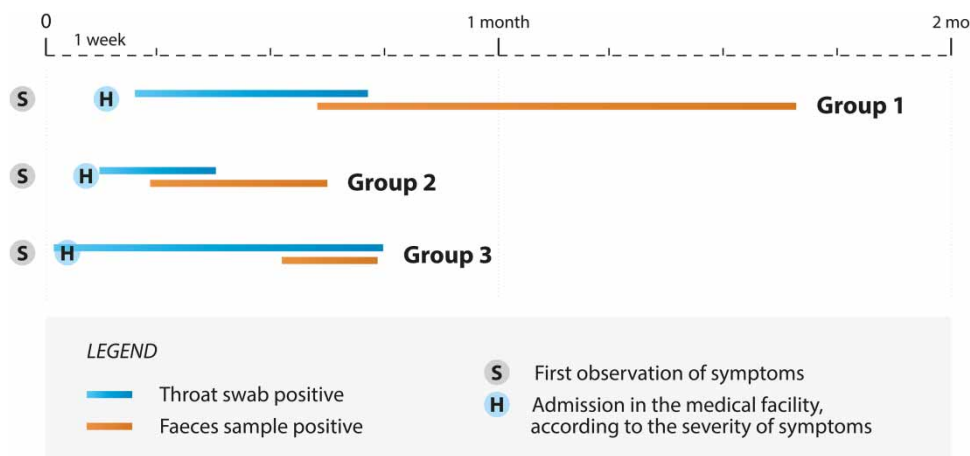 0
1 month
2 mo
1 week
S
H
Group 1
S
H
Group 2
S
H
Group 3
LEGEND
Throat swab positive
Faeces sample positive
S First observation of symptoms
H Admission in the medical facility,
according to the severity of symptoms